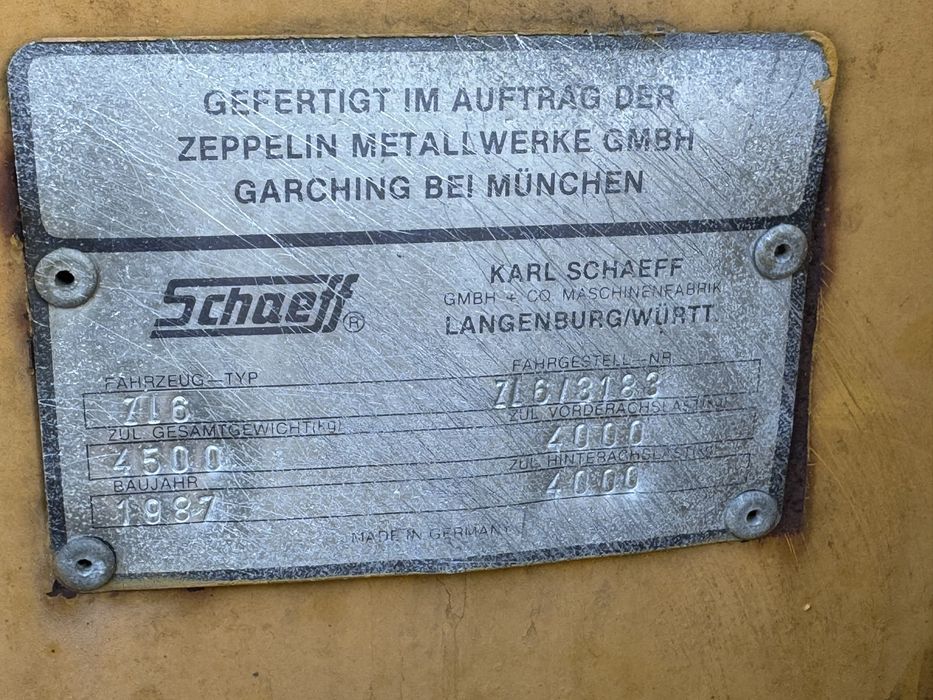 GEFERTIGT IM AUFTRAG DER
ZEPPELIN METALLWERKE GMBH
GARCHING BEI MÜNCHEN
Schaeff ®
KARL SCHAEFF
GMBH + CO. MASCHINENFABRIK
LANGENBURG/WÜRTT.
FAHRZEUG-TYP
FAHRGESTELL-NR.
ZL6
ZL6/3183
ZUL. GESAMTGEWICHT(kg)
ZUL. VORDERACHSLAST(kg)
4500
4000
BAUJAHR
ZUL. HINTERACHSLAST(kg)
1987
4000
MADE IN GERMANY